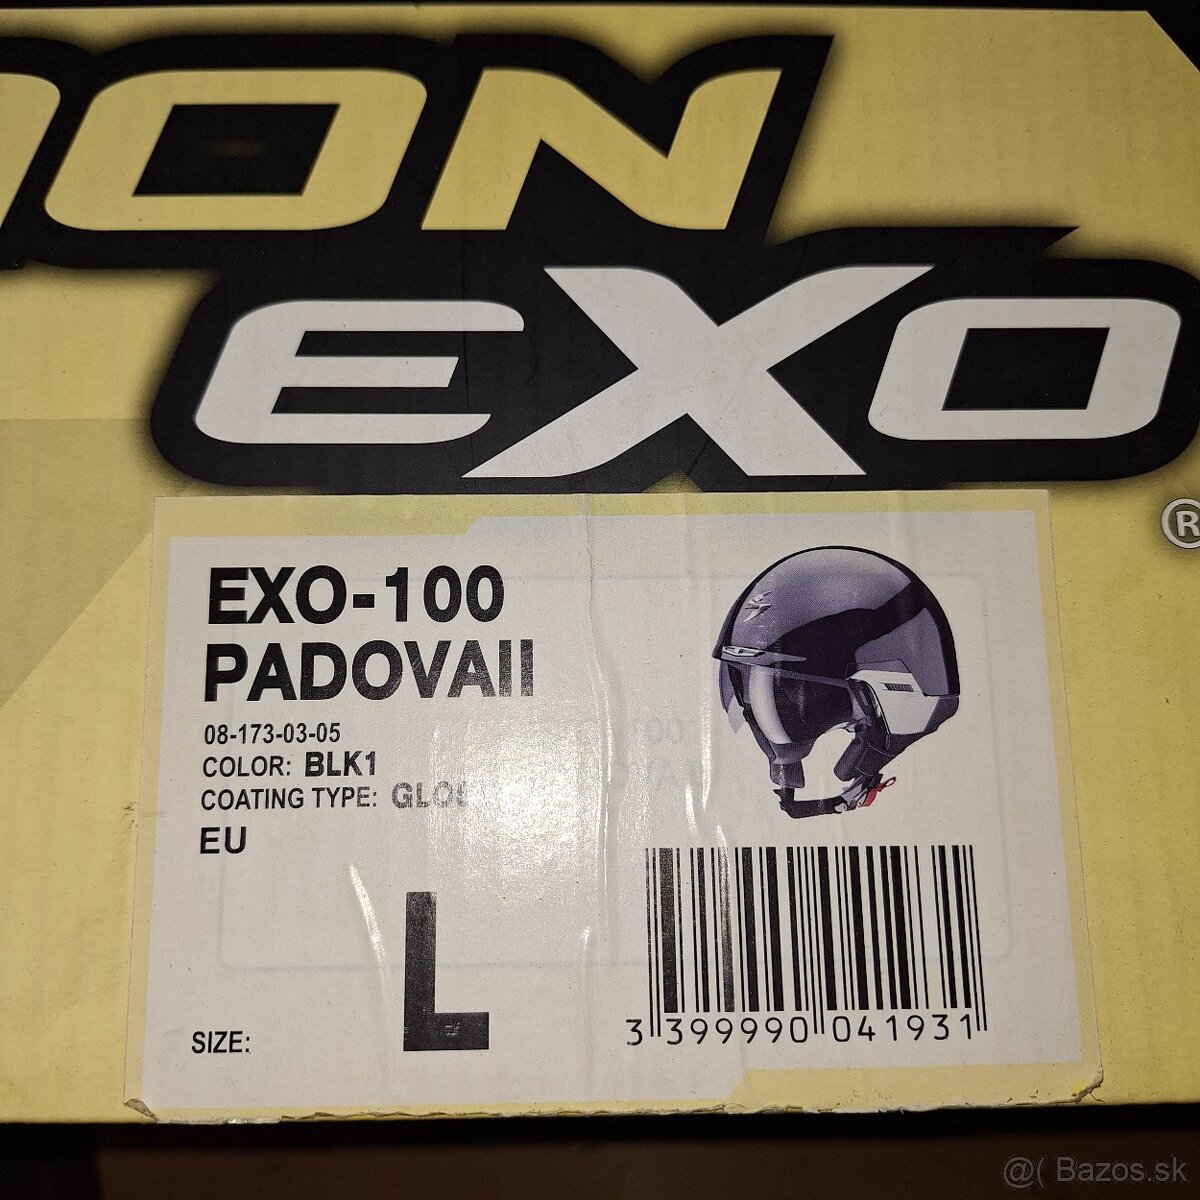 ION
EXO
®
EXO-100
PADOVAII
08-173-03-05
COLOR: BLK1
COATING TYPE:
EU
SIZE: L
3 399990 041931
@( Bazos.sk